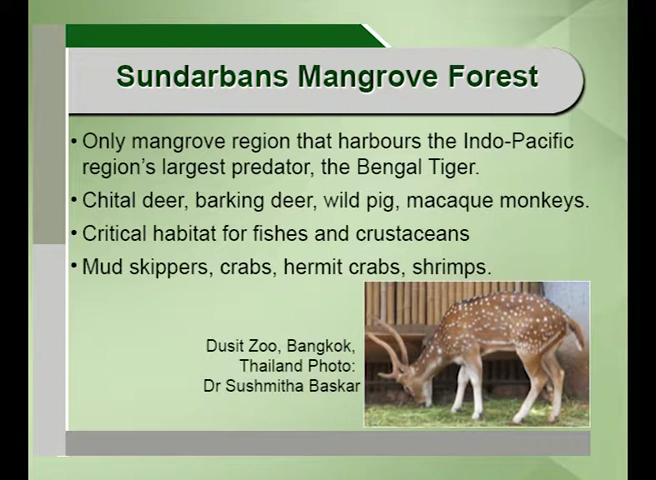 Sundarbans Mangrove Forest
• Only mangrove region that harbours the Indo-Pacific
region's largest predator, the Bengal Tiger.
• Chital deer, barking deer, wild pig, macaque monkeys.
• Critical habitat for fishes and crustaceans
• Mud skippers, crabs, hermit crabs, shrimps.
Dusit Zoo, Bangkok,
Thailand Photo:
Dr Sushmitha Baskar